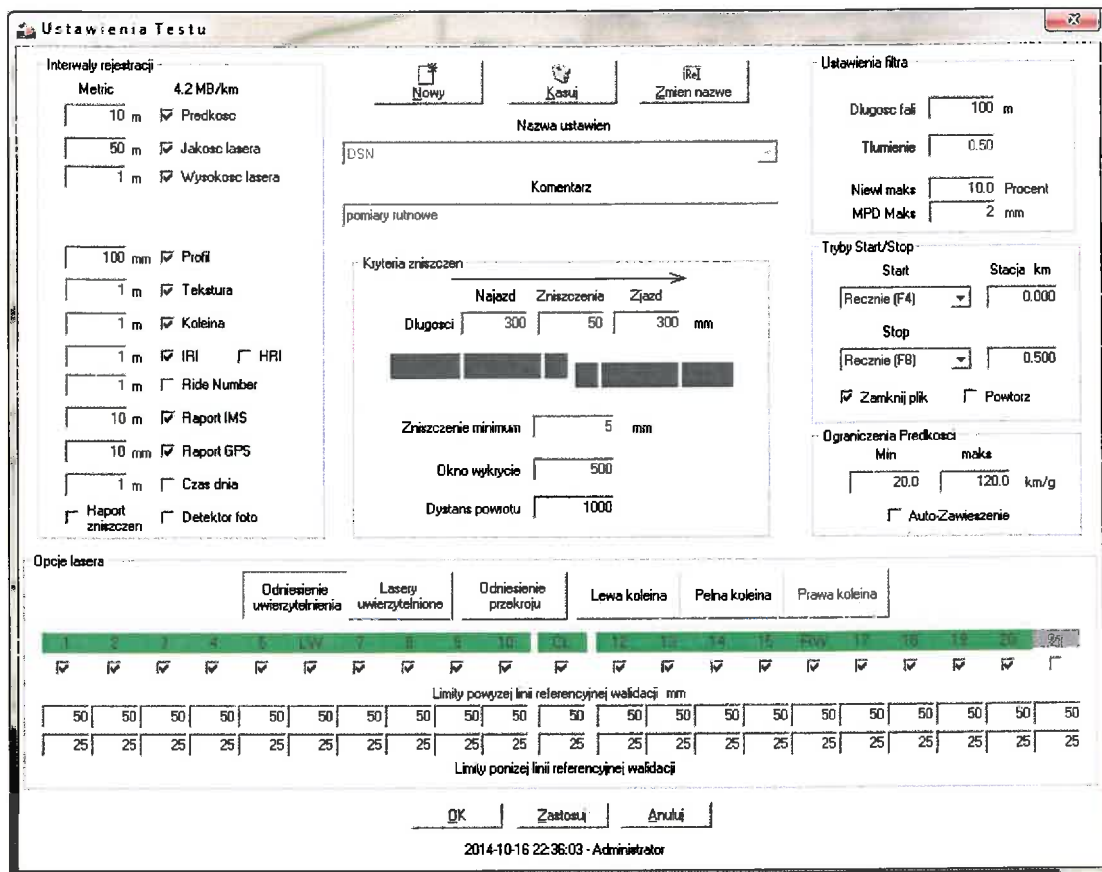 Ustawienia Testu
Interwaly rejestracji
Metric 4.2 MB/km
10 m Predkosc
50 m Jakosc lasera
1 m Wysokosc lasera
100 mm Profil
1 m Tekstura
1 m Koleina
1 m IRI HRI
1 m Ride Number
10 m Raport IMS
10 mm Raport GPS
1 m Czas dnia
Raport zniszczen Detektor foto
Nowy Kasuj Zmien nazwe
Nazwa ustawien
DSN
Komentarz
pomiary rutnowe
Kryteria zniszczen
Najazd Zniszczenia Zjazd
Dlugosci 300 50 300 mm
Zniszczenie minimum 5 mm
Okno wykrycie 500
Dystans powrotu 1000
Ustawienia filtra
Dlugosc fali 100 m
Tlumienie 0.50
Niewl maks 10.0 Procent
MPD Maks 2 mm
Tryby Start/Stop
Start Stacja km
Recznie (F4) 0.000
Stop
Recznie (F8) 0.500
Zamknij plik Powtorz
Ograniczenia Predkosci
Min maks
20.0 120.0 km/g
Auto-Zawieszenie
Opcje lasera
Odniesienie uwierzytelnienia Lasery uwierzytelnione Odniesienie przekroju Lewa koleina Pelna koleina Prawa koleina
1 2 3 4 5 LW 7 8 9 10 CL 12 13 14 15 RW 17 18 19 20 21
Limity powyzej linii referencyjnej walidacji mm
50 50 50 50 50 50 50 50 50 50 50 50 50 50 50 50 50 50 50 50 50
25 25 25 25 25 25 25 25 25 25 25 25 25 25 25 25 25 25 25 25 25
Limity ponizej linii referencyjnej walidacji
OK Zastosuj Anuluj
2014-10-16 22:36:03 - Administrator